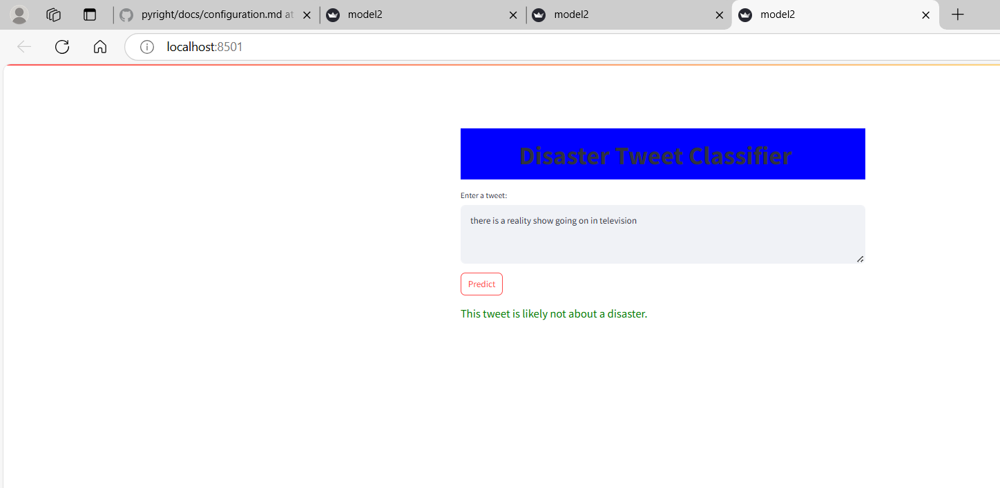 pyright/docs/configuration.md at
model2
model2
model2
localhost:8501
Disaster Tweet Classifier
Enter a tweet:
there is a reality show going on in television
Predict
This tweet is likely not about a disaster.